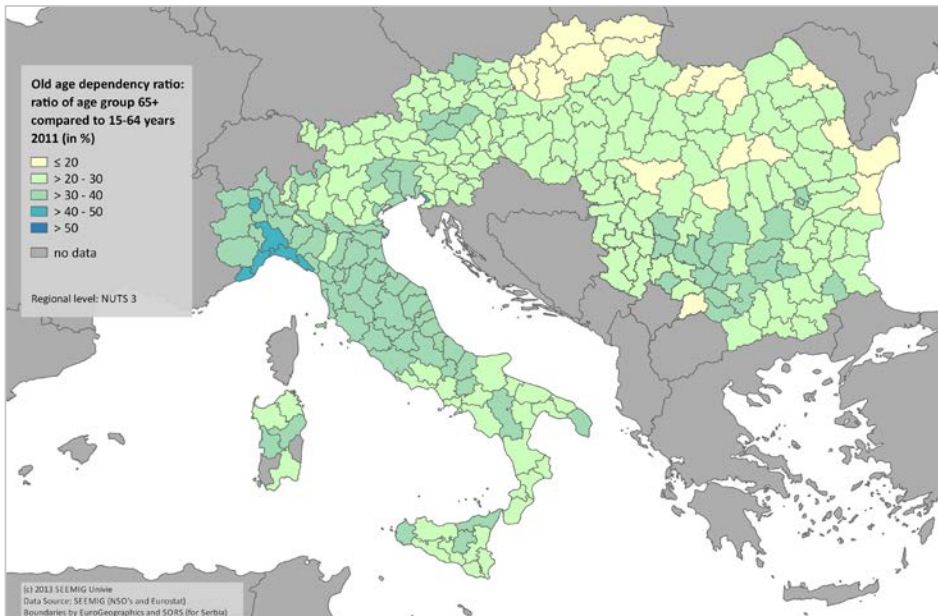 Old age dependency ratio:
ratio of age group 65+
compared to 15-64 years
2011 (in %)
≤ 20
> 20 - 30
> 30 - 40
> 40 - 50
> 50
no data
Regional level: NUTS 3
(c) 2013 SEEMIG Univie
Data Source: SEEMIG (NSO's and Eurostat)
Boundaries by EuroGeographics and SORS (for Serbia)